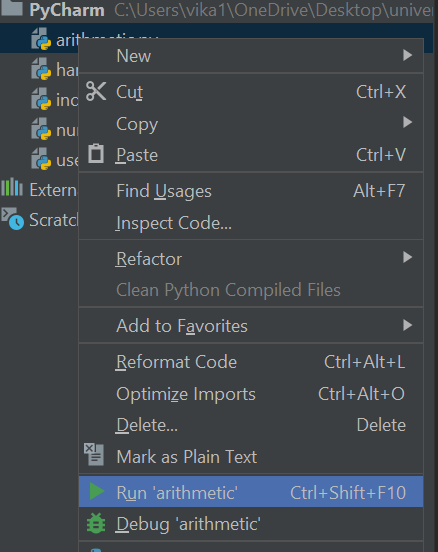 PyCharm C:\Users\vika1\OneDrive\Desktop\univer
New
Cut Ctrl+X
Copy
Paste Ctrl+V
Find Usages Alt+F7
Inspect Code...
Extern
Scratc
Refactor
Clean Python Compiled Files
Add to Favorites
Reformat Code Ctrl+Alt+L
Optimize Imports Ctrl+Alt+O
Delete... Delete
Mark as Plain Text
Run 'arithmetic' Ctrl+Shift+F10
Debug 'arithmetic'